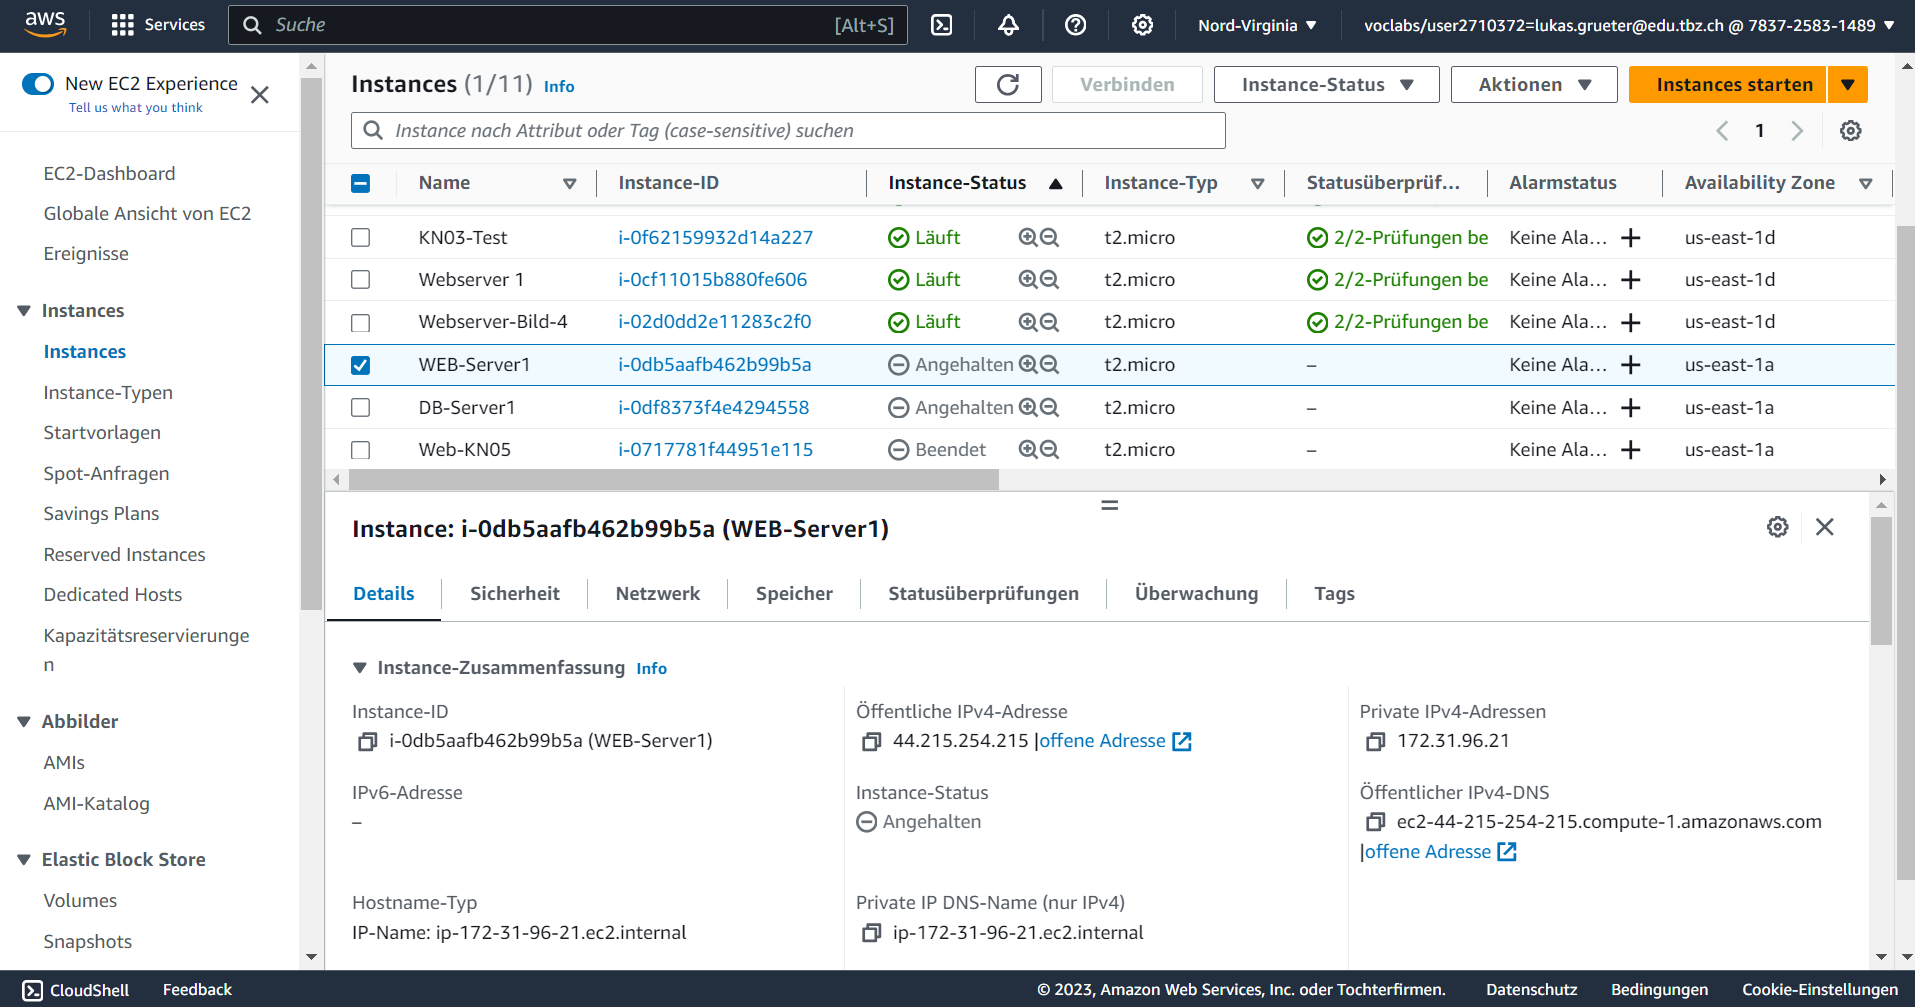 aws
Services
Suche [Alt+S]
Nord-Virginia
voclabs/user2710372=lukas.grueter@edu.tbz.ch @ 7837-2583-1489
New EC2 Experience
Tell us what you think
EC2-Dashboard
Globale Ansicht von EC2
Ereignisse
Instances
Instances
Instance-Typen
Startvorlagen
Spot-Anfragen
Savings Plans
Reserved Instances
Dedicated Hosts
Kapazitätsreservierunge
n
Abbilder
AMIs
AMI-Katalog
Elastic Block Store
Volumes
Snapshots
Instances (1/11) Info
Verbinden
Instance-Status
Aktionen
Instances starten
Instance nach Attribut oder Tag (case-sensitive) suchen
1
Name Instance-ID Instance-Status Instance-Typ Statusüberprüf... Alarmstatus Availability Zone
KN03-Test i-0f62159932d14a227 Läuft t2.micro 2/2-Prüfungen be Keine Ala... us-east-1d
Webserver 1 i-0cf11015b880fe606 Läuft t2.micro 2/2-Prüfungen be Keine Ala... us-east-1d
Webserver-Bild-4 i-02d0dd2e11283c2f0 Läuft t2.micro 2/2-Prüfungen be Keine Ala... us-east-1d
WEB-Server1 i-0db5aafb462b99b5a Angehalten t2.micro – Keine Ala... us-east-1a
DB-Server1 i-0df8373f4e4294558 Angehalten t2.micro – Keine Ala... us-east-1a
Web-KN05 i-0717781f44951e115 Beendet t2.micro – Keine Ala... us-east-1a
Instance: i-0db5aafb462b99b5a (WEB-Server1)
Details Sicherheit Netzwerk Speicher Statusüberprüfungen Überwachung Tags
Instance-Zusammenfassung Info
Instance-ID
i-0db5aafb462b99b5a (WEB-Server1)
Öffentliche IPv4-Adresse
44.215.254.215 |offene Adresse
Private IPv4-Adressen
172.31.96.21
IPv6-Adresse
–
Instance-Status
Angehalten
Öffentlicher IPv4-DNS
ec2-44-215-254-215.compute-1.amazonaws.com
|offene Adresse
Hostname-Typ
IP-Name: ip-172-31-96-21.ec2.internal
Private IP DNS-Name (nur IPv4)
ip-172-31-96-21.ec2.internal
CloudShell Feedback © 2023, Amazon Web Services, Inc. oder Tochterfirmen. Datenschutz Bedingungen Cookie-Einstellungen